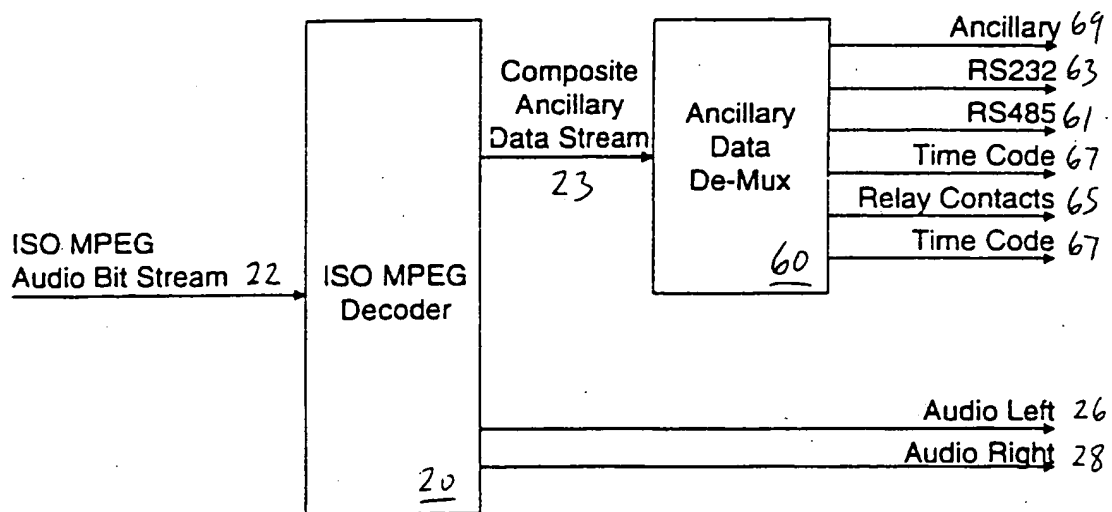 ISO MPEG
Audio Bit Stream 22
ISO MPEG
Decoder
20
Composite
Ancillary
Data Stream
23
Ancillary
Data
De-Mux
60
Ancillary 69
RS232 63
RS485 61
Time Code 67
Relay Contacts 65
Time Code 67
Audio Left 26
Audio Right 28